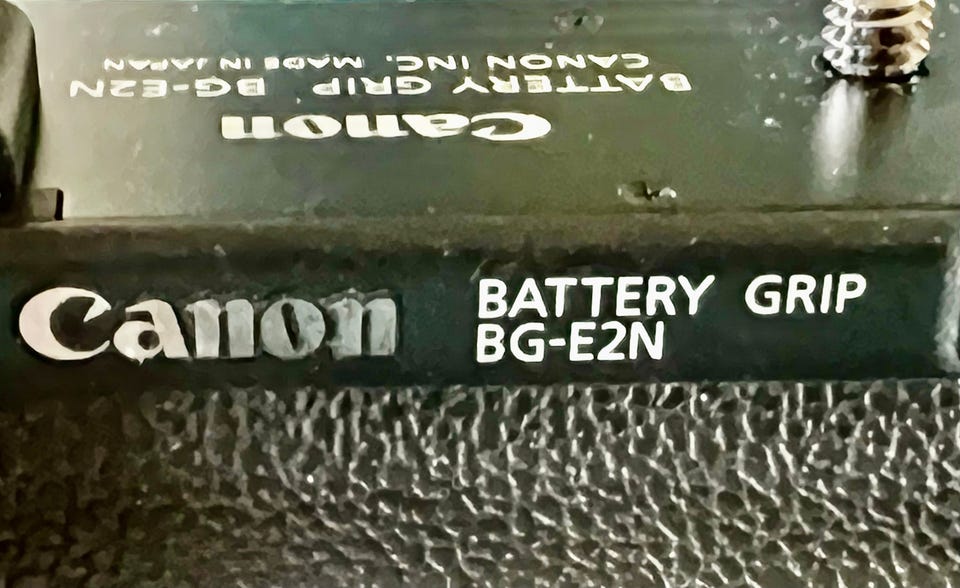 Canon
BATTERY GRIP BG-E2N
CANON INC. MADE IN JAPAN
Canon
BATTERY GRIP
BG-E2N